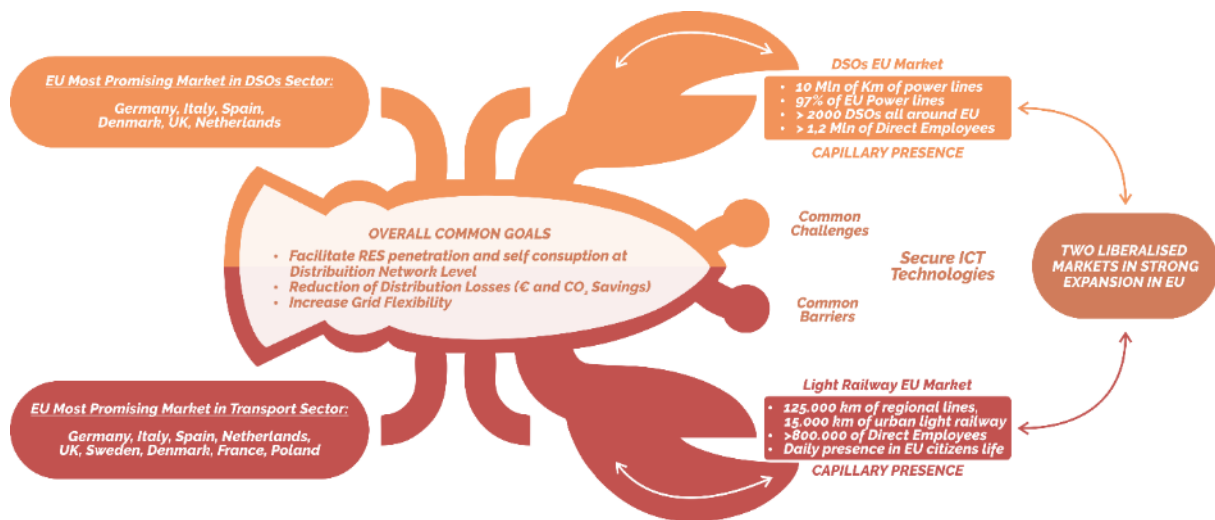 EU Most Promising Market in DSOs Sector:
Germany, Italy, Spain,
Denmark, UK, Netherlands
DSOs EU Market
• 10 Mln of Km of power lines
• 97% of EU Power lines
• > 2000 DSOs all around EU
• > 1,2 Mln of Direct Employees
CAPILLARY PRESENCE
OVERALL COMMON GOALS
• Facilitate RES penetration and self consuption at
Distribuition Network Level
• Reduction of Distribution Losses (€ and CO₂ Savings)
• Increase Grid Flexibility
Common
Challenges
Secure ICT
Technologies
Common
Barriers
TWO LIBERALISED
MARKETS IN STRONG
EXPANSION IN EU
EU Most Promising Market in Transport Sector:
Germany, Italy, Spain, Netherlands,
UK, Sweden, Denmark, France, Poland
Light Railway EU Market
• 125.000 km of regional lines,
15.000 km of urban light railway
• >800.000 of Direct Employees
• Daily presence in EU citizens life
CAPILLARY PRESENCE